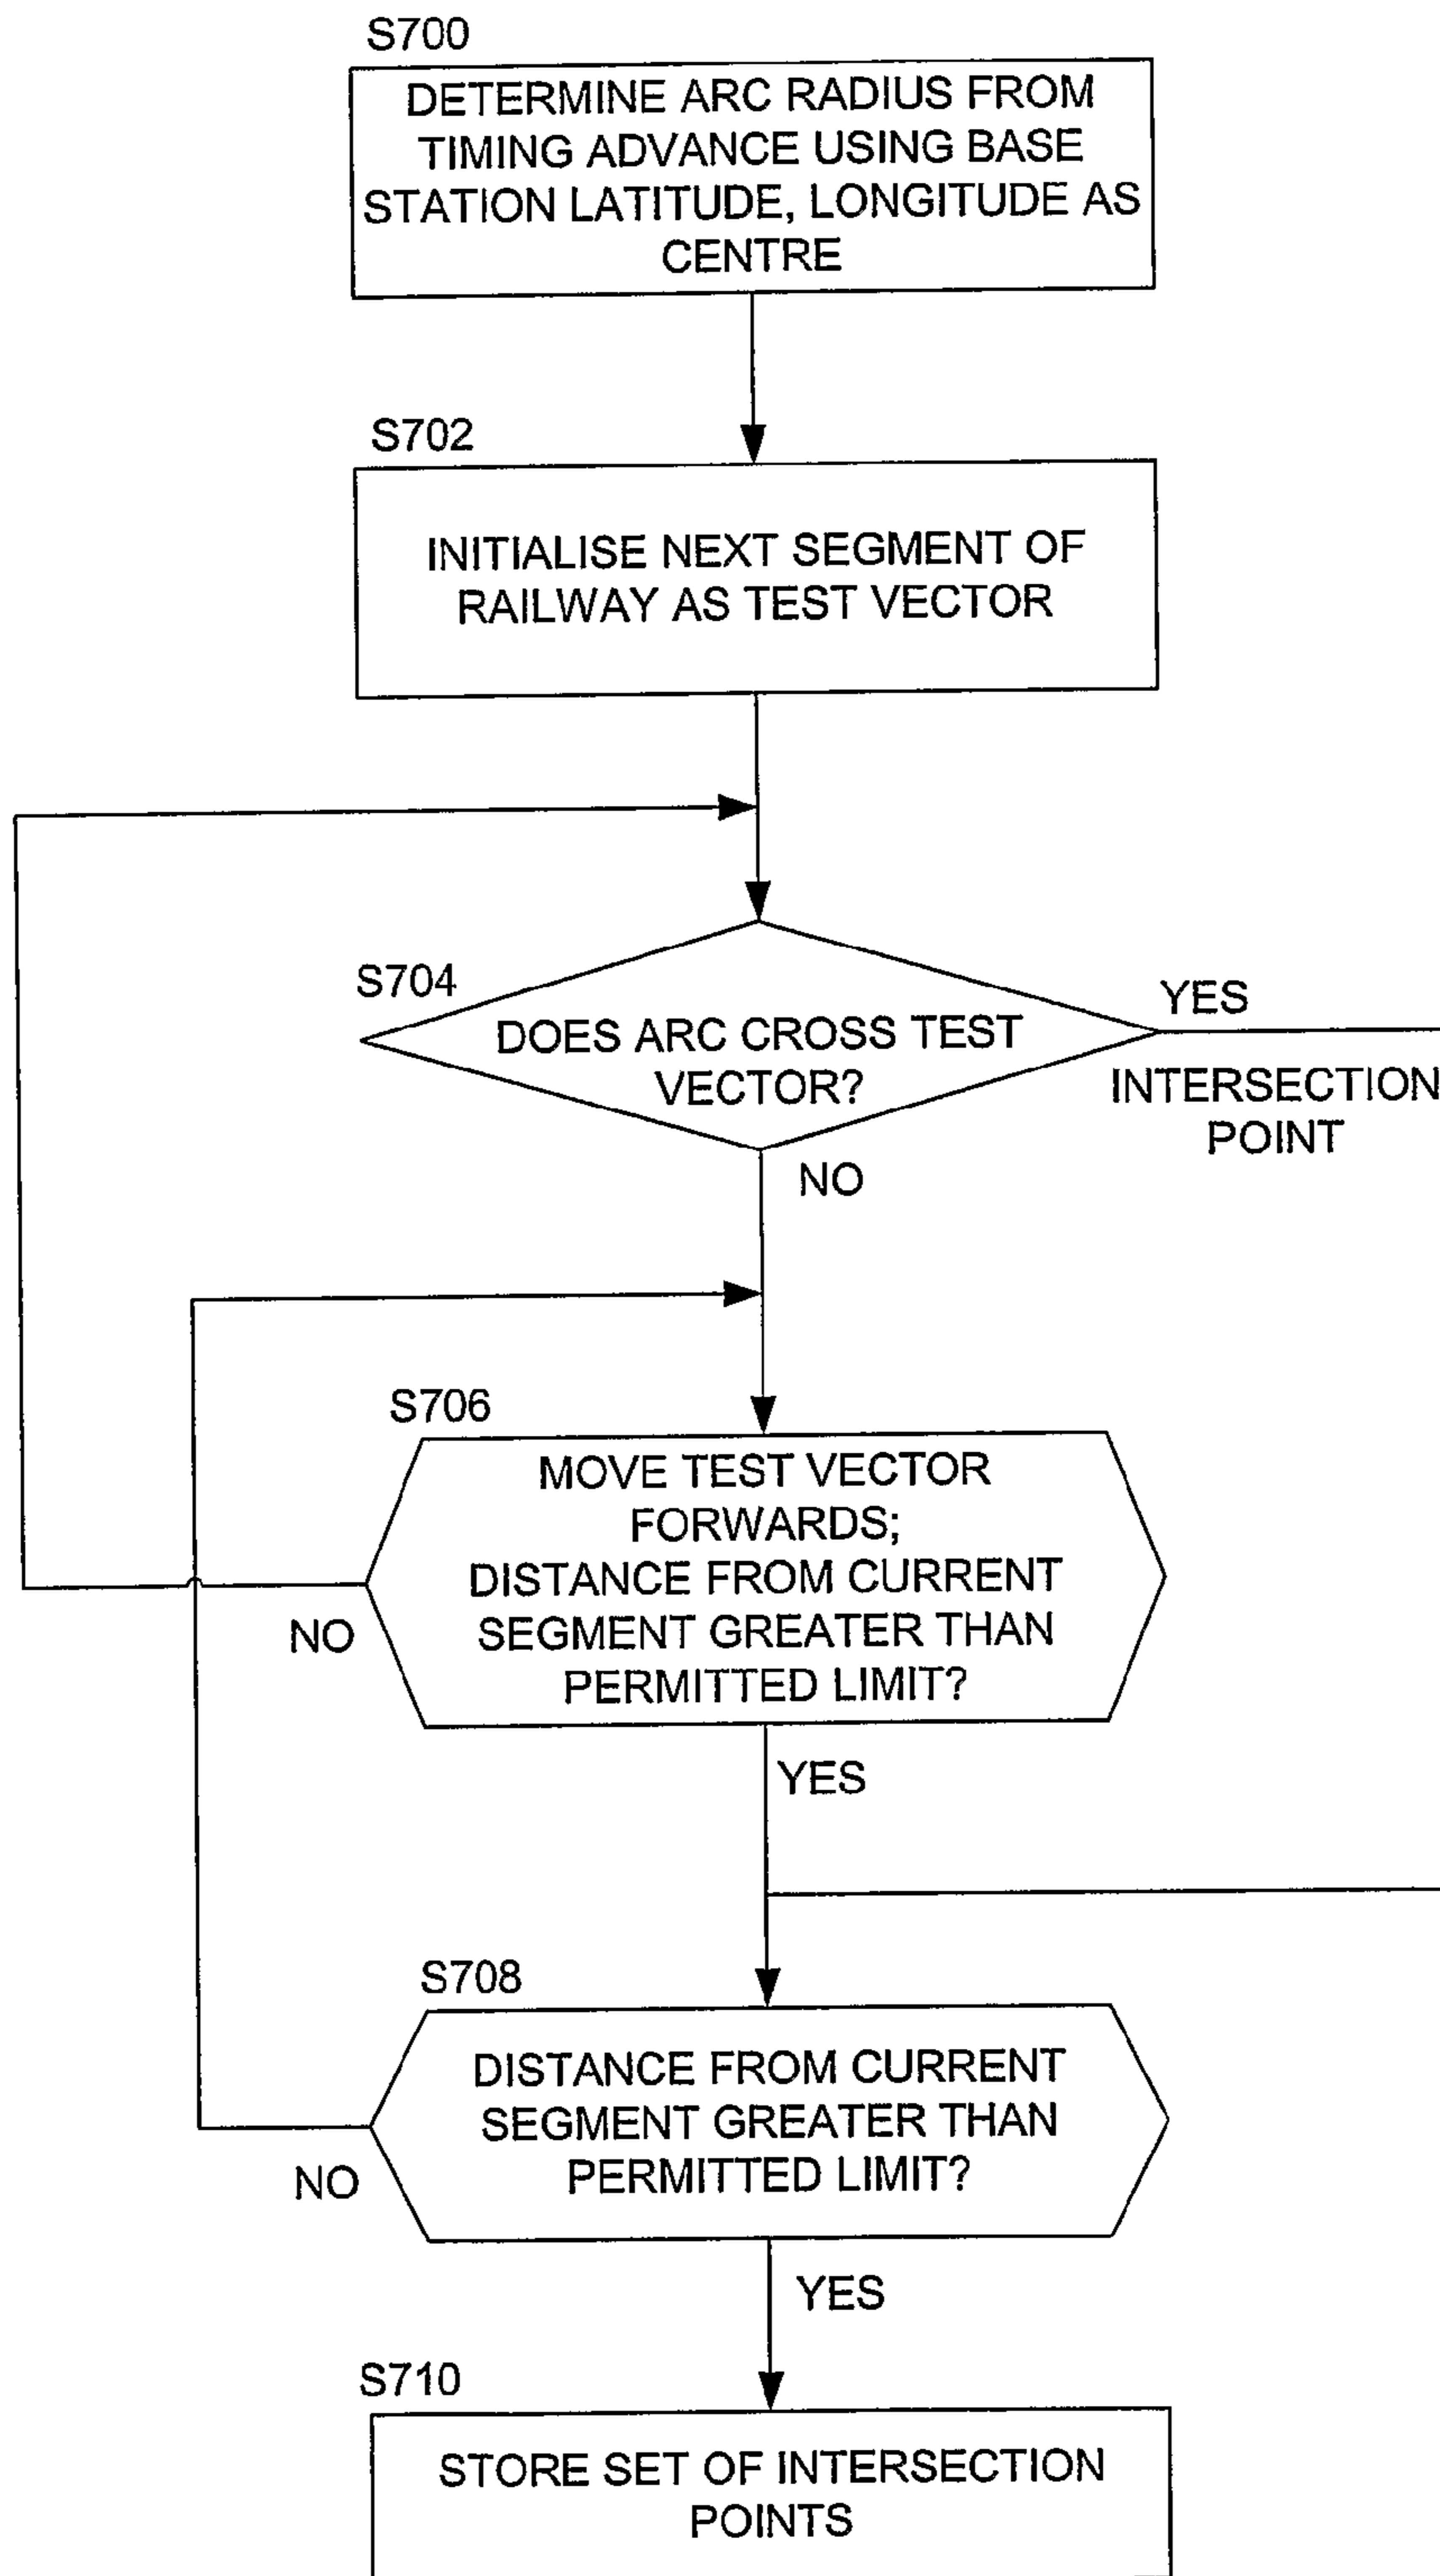 S700
DETERMINE ARC RADIUS FROM
TIMING ADVANCE USING BASE
STATION LATITUDE, LONGITUDE AS
CENTRE
S702
INITIALISE NEXT SEGMENT OF
RAILWAY AS TEST VECTOR
S704
DOES ARC CROSS TEST
VECTOR?
YES
INTERSECTION
POINT
NO
S706
MOVE TEST VECTOR
FORWARDS;
DISTANCE FROM CURRENT
SEGMENT GREATER THAN
PERMITTED LIMIT?
NO
YES
S708
DISTANCE FROM CURRENT
SEGMENT GREATER THAN
PERMITTED LIMIT?
NO
YES
S710
STORE SET OF INTERSECTION
POINTS